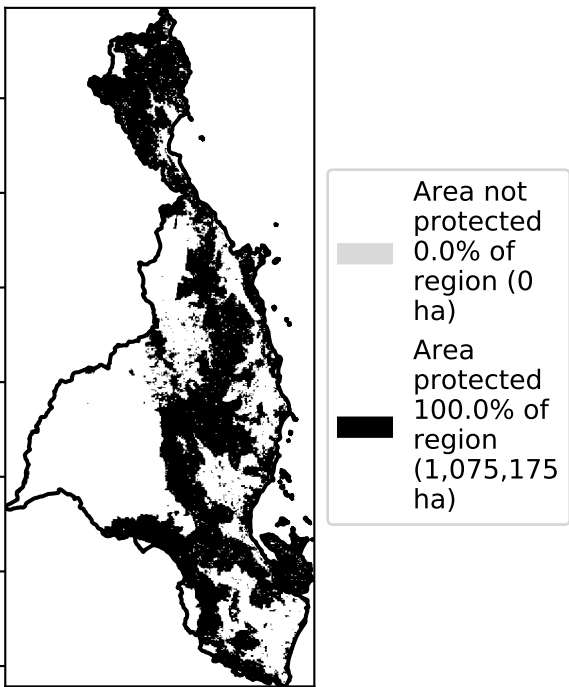 Area not
protected
0.0% of
region (0
ha)
Area
protected
100.0% of
region
(1,075,175
ha)